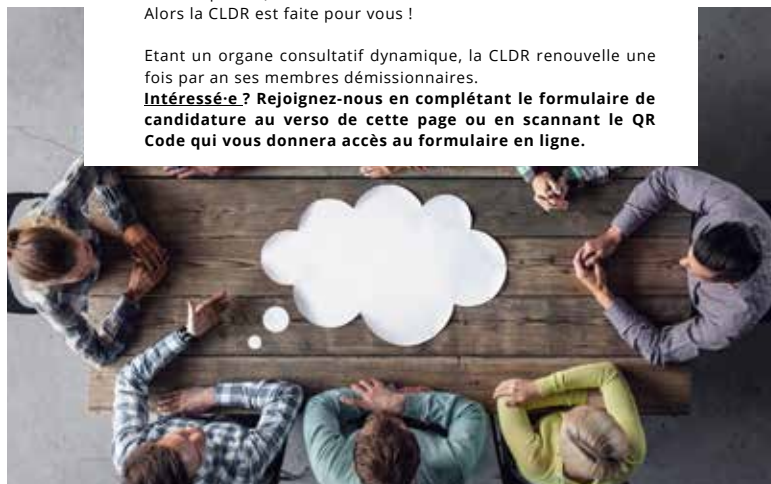 Alors la CLDR est faite pour vous !
Etant un organe consultatif dynamique, la CLDR renouvelle une
fois par an ses membres démissionnaires.
Intéressé·e ? Rejoignez-nous en complétant le formulaire de
candidature au verso de cette page ou en scannant le QR
Code qui vous donnera accès au formulaire en ligne.